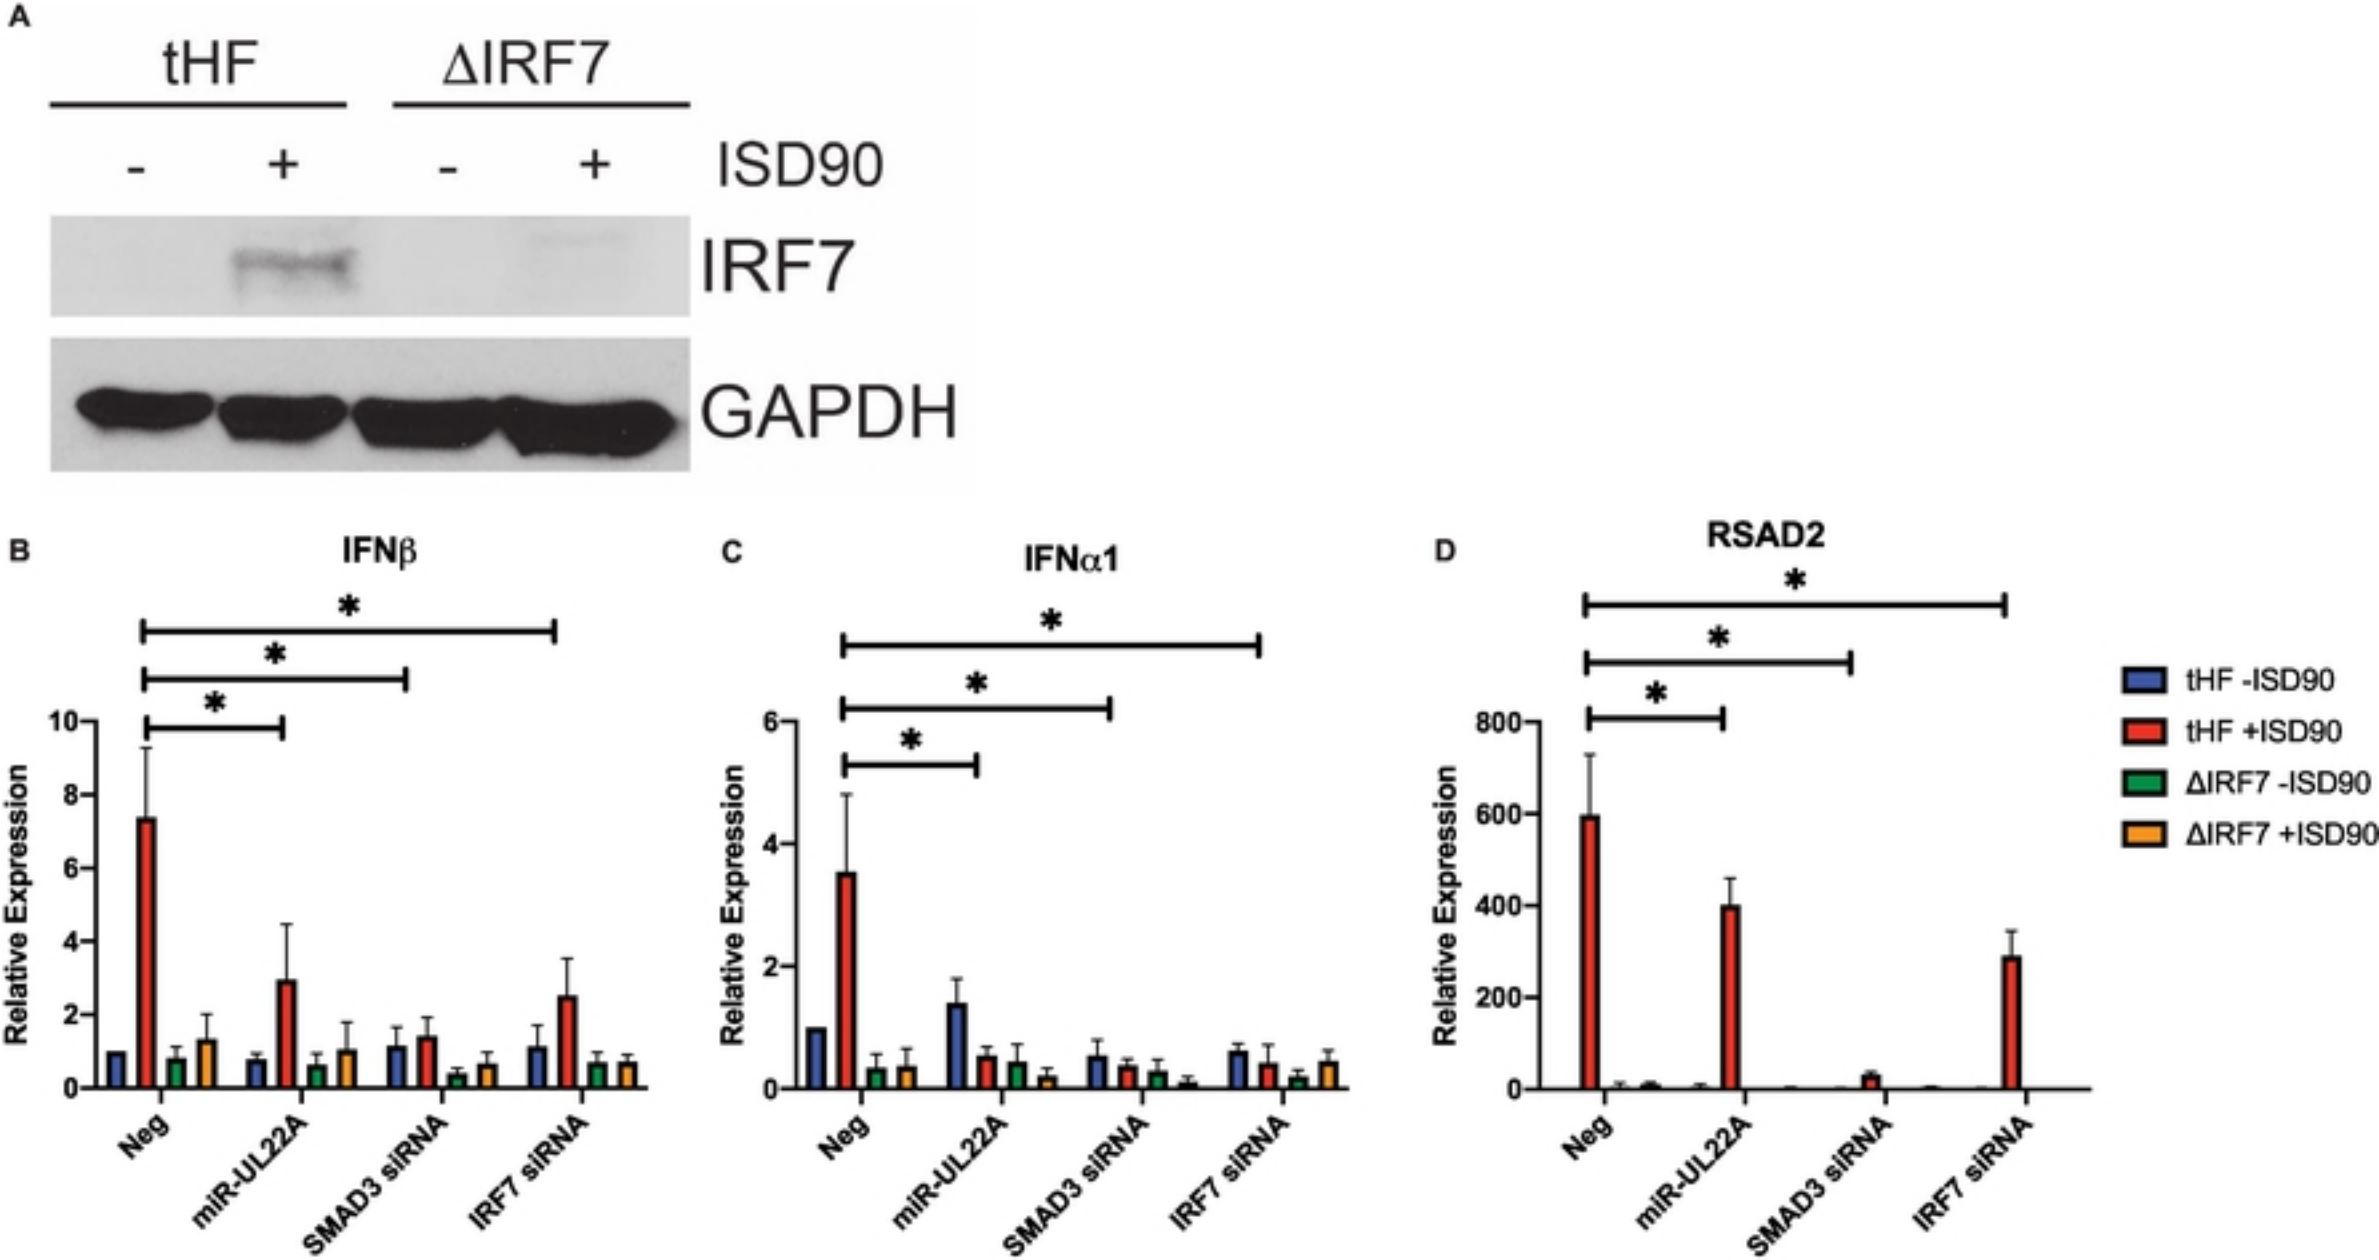 A
tHF ΔIRF7
- + - + ISD90
IRF7
GAPDH
B
IFNβ
*
*
*
Relative Expression
10
8
6
4
2
0
Neg
miR-UL22A
SMAD3 siRNA
IRF7 siRNA
C
IFNα1
*
*
*
Relative Expression
6
4
2
0
Neg
miR-UL22A
SMAD3 siRNA
IRF7 siRNA
D
RSAD2
*
*
*
Relative Expression
800
600
400
200
0
Neg
miR-UL22A
SMAD3 siRNA
IRF7 siRNA
tHF -ISD90
tHF +ISD90
ΔIRF7 -ISD90
ΔIRF7 +ISD90